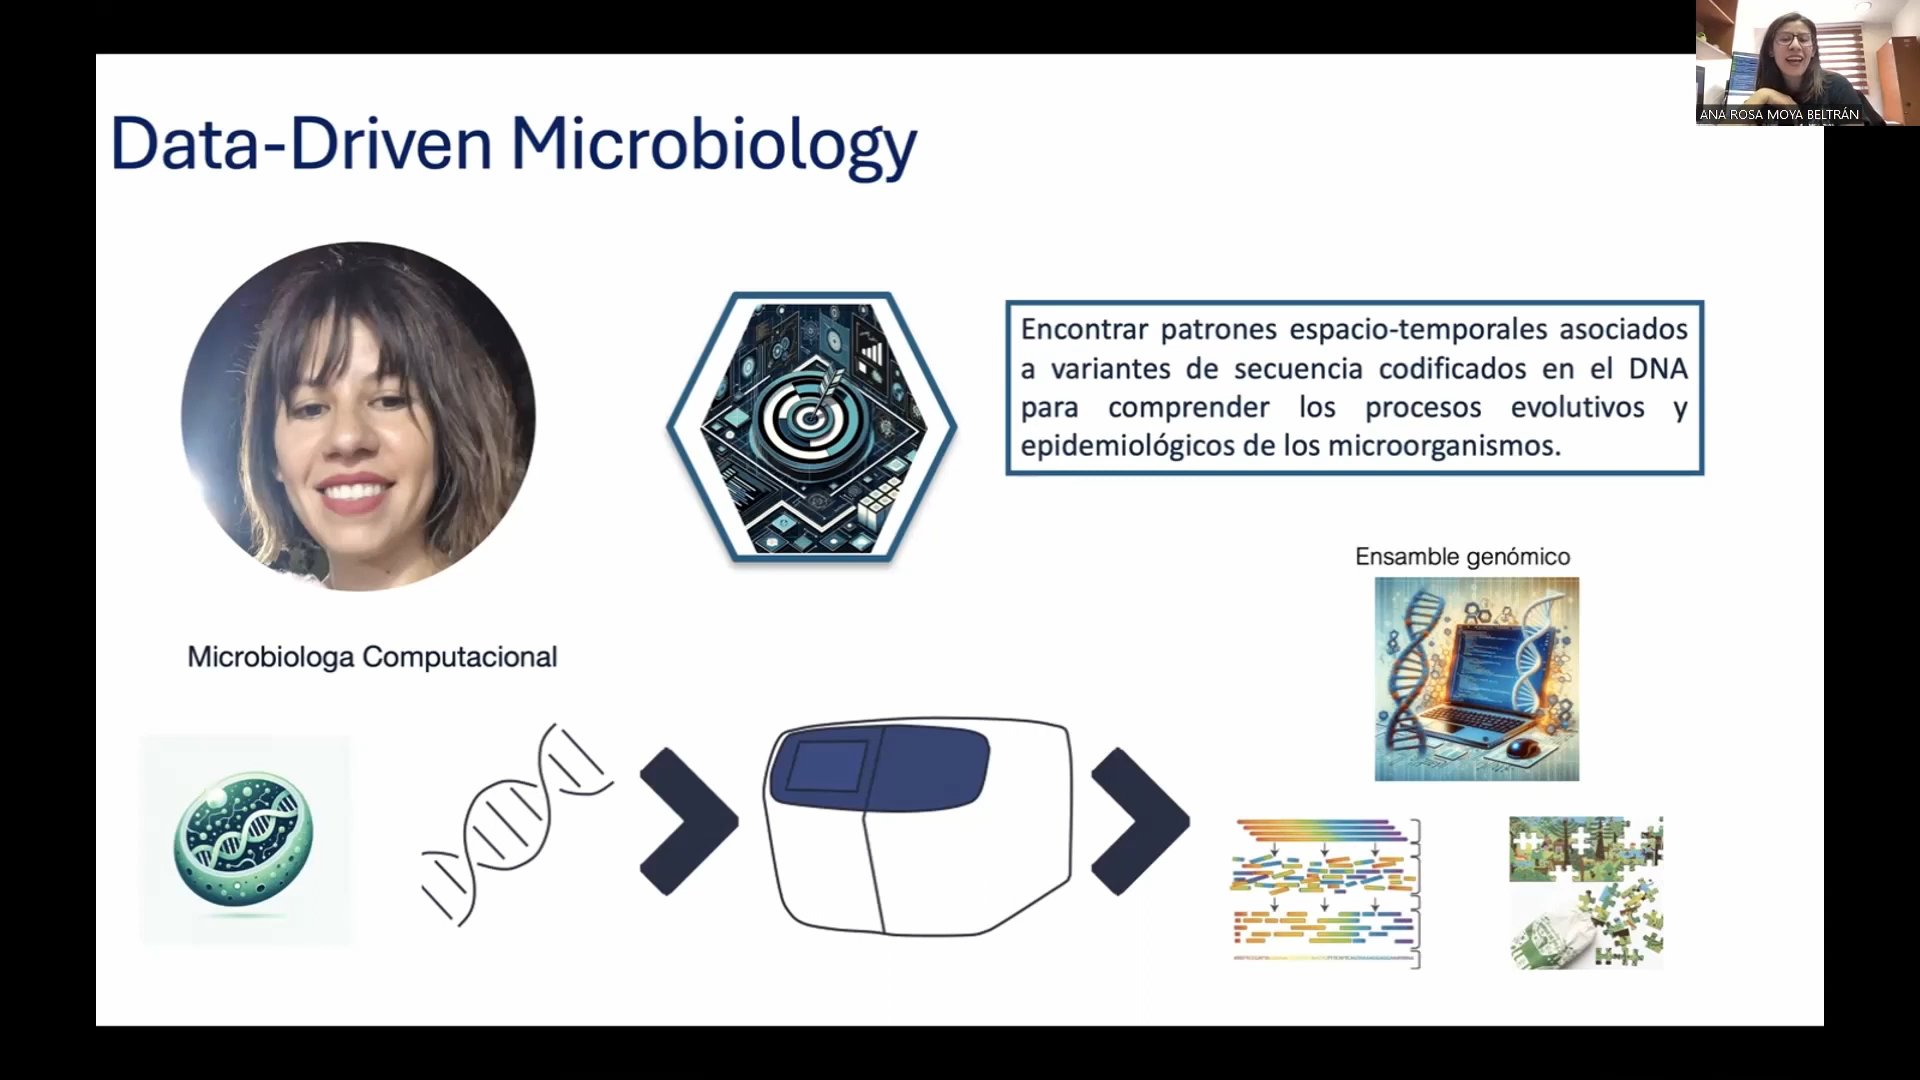 ANA ROSA MOYA BELTRÁN
Data-Driven Microbiology
Encontrar patrones espacio-temporales asociados
a variantes de secuencia codificados en el DNA
para comprender los procesos evolutivos y
epidemiológicos de los microorganismos.
Ensamble genómico
Microbiologa Computacional